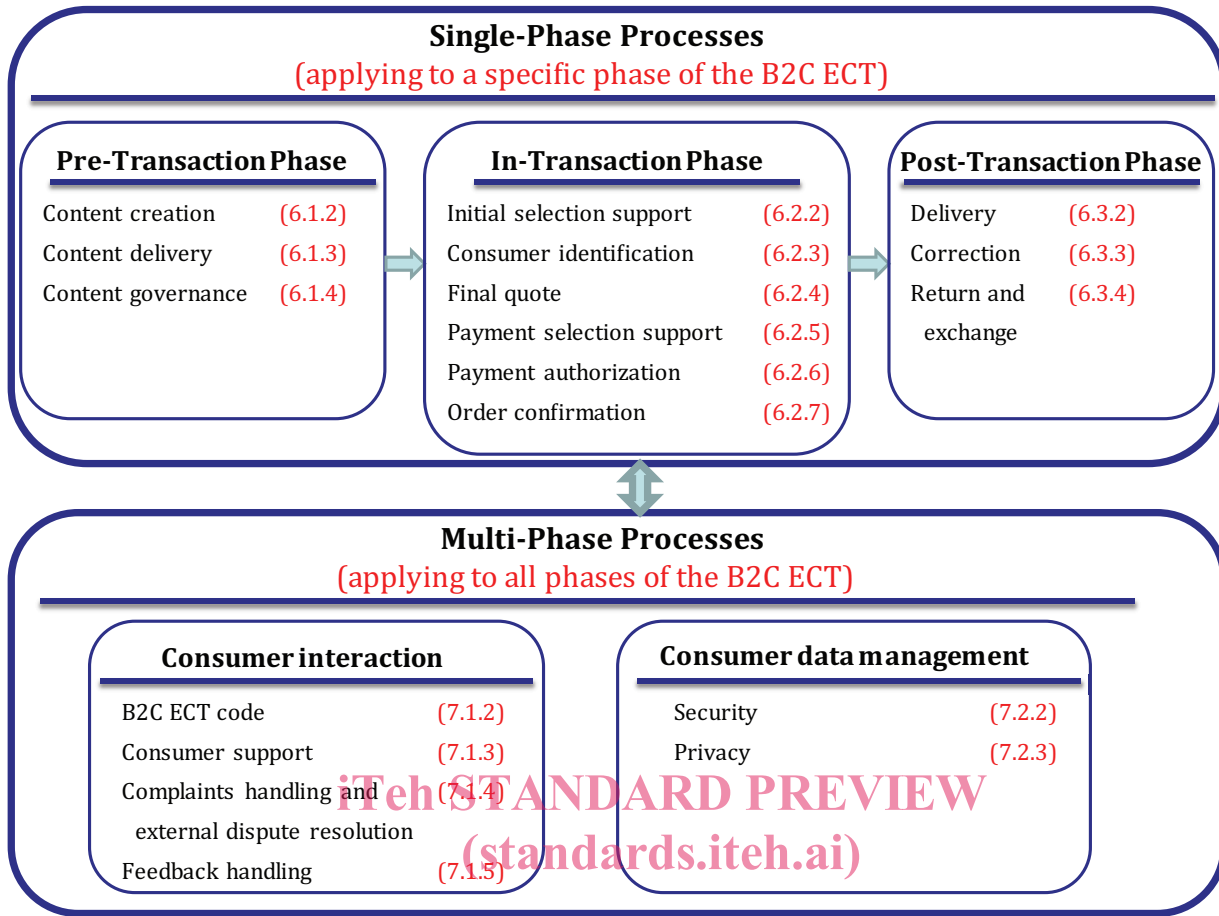 Single-Phase Processes
(applying to a specific phase of the B2C ECT)
Pre-Transaction Phase
Content creation (6.1.2)
Content delivery (6.1.3)
Content governance (6.1.4)
In-Transaction Phase
Initial selection support (6.2.2)
Consumer identification (6.2.3)
Final quote (6.2.4)
Payment selection support (6.2.5)
Payment authorization (6.2.6)
Order confirmation (6.2.7)
Post-Transaction Phase
Delivery (6.3.2)
Correction (6.3.3)
Return and (6.3.4)
exchange
Multi-Phase Processes
(applying to all phases of the B2C ECT)
Consumer interaction
B2C ECT code (7.1.2)
Consumer support (7.1.3)
Complaints handling and (7.1.4)
external dispute resolution
Feedback handling (7.1.5)
Consumer data management
Security (7.2.2)
Privacy (7.2.3)
iTeh STANDARD PREVIEW
(standards.iteh.ai)